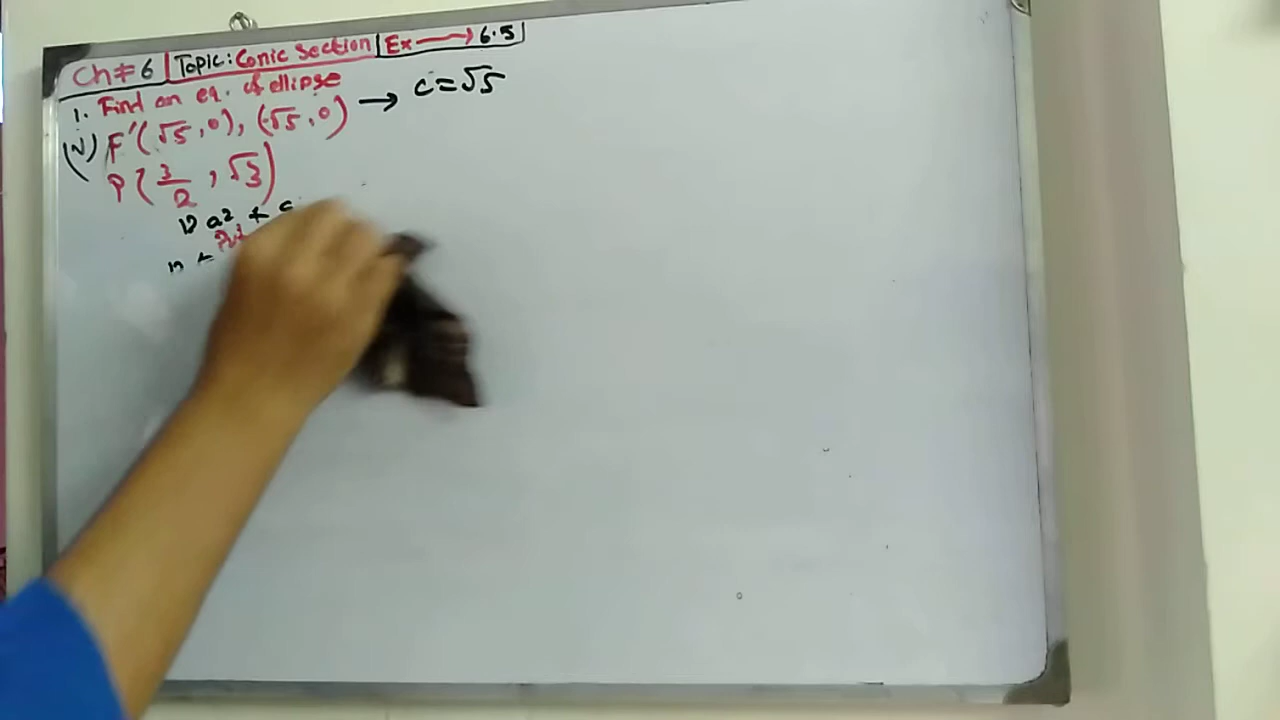 Ch # 6 | Topic: Conic Section | Ex → 6.5
1. Find an eq. of ellipse
F'(√5, 0), (-√5, 0) → c = √5
P(3/2, √3)
a2